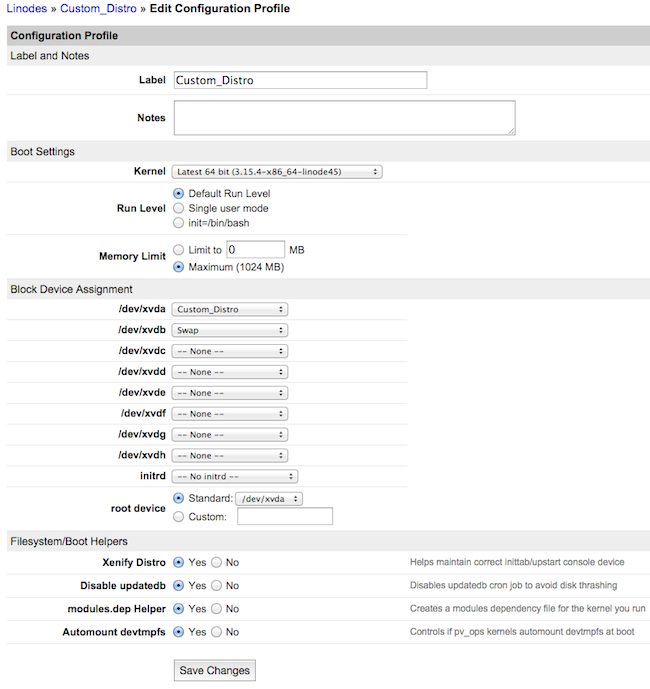 Linodes » Custom_Distro » Edit Configuration Profile
Configuration Profile
Label and Notes
Label Custom_Distro
Notes
Boot Settings
Kernel Latest 64 bit (3.15.4-x86_64-linode45)
Run Level Default Run Level
Single user mode
init=/bin/bash
Memory Limit Limit to 0 MB
Maximum (1024 MB)
Block Device Assignment
/dev/xvda Custom_Distro
/dev/xvdb Swap
/dev/xvdc -- None --
/dev/xvdd -- None --
/dev/xvde -- None --
/dev/xvdf -- None --
/dev/xvdg -- None --
/dev/xvdh -- None --
initrd -- No initrd --
root device Standard: /dev/xvda
Custom:
Filesystem/Boot Helpers
Xenify Distro Yes No Helps maintain correct inittab/upstart console device
Disable updatedb Yes No Disables updatedb cron job to avoid disk thrashing
modules.dep Helper Yes No Creates a modules dependency file for the kernel you run
Automount devtmpfs Yes No Controls if pv_ops kernels automount devtmpfs at boot
Save Changes